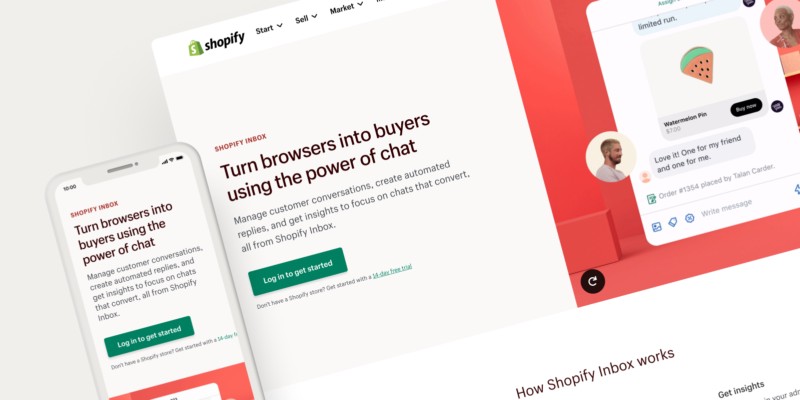 shopify
Start
Sell
Market
SHOPIFY INBOX
Turn browsers into buyers
using the power of chat
Manage customer conversations, create automated
replies, and get insights to focus on chats that convert,
all from Shopify Inbox.
Log in to get started
Don't have a Shopify store? Get started with a 14-day free trial
limited run.
Watermelon Pin
$7.00
Buy now
Love it! One for my friend
and one for me.
Order #1354 placed by Talan Carder.
Write message
How Shopify Inbox works
Get insights
10:00
SHOPIFY INBOX
Turn browsers into
buyers using the
power of chat
Manage customer conversations,
create automated replies, and
get insights to focus on chats
that convert, all from Shopify
Inbox.
Log in to get started
Don't have a Shopify store? Get started with a 14-day